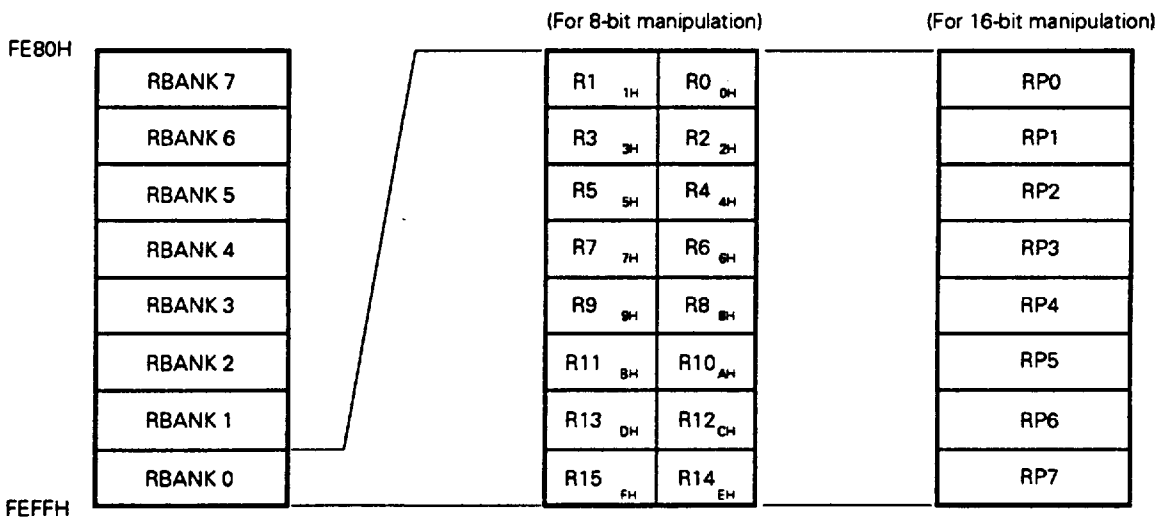 (For 8-bit manipulation) (For 16-bit manipulation)
FE80H
RBANK 7 R1 1H R0 0H RP0
RBANK 6 R3 3H R2 2H RP1
RBANK 5 R5 5H R4 4H RP2
RBANK 4 R7 7H R6 6H RP3
RBANK 3 R9 9H R8 8H RP4
RBANK 2 R11 BH R10 AH RP5
RBANK 1 R13 DH R12 CH RP6
RBANK 0 R15 FH R14 EH RP7
FEFFH